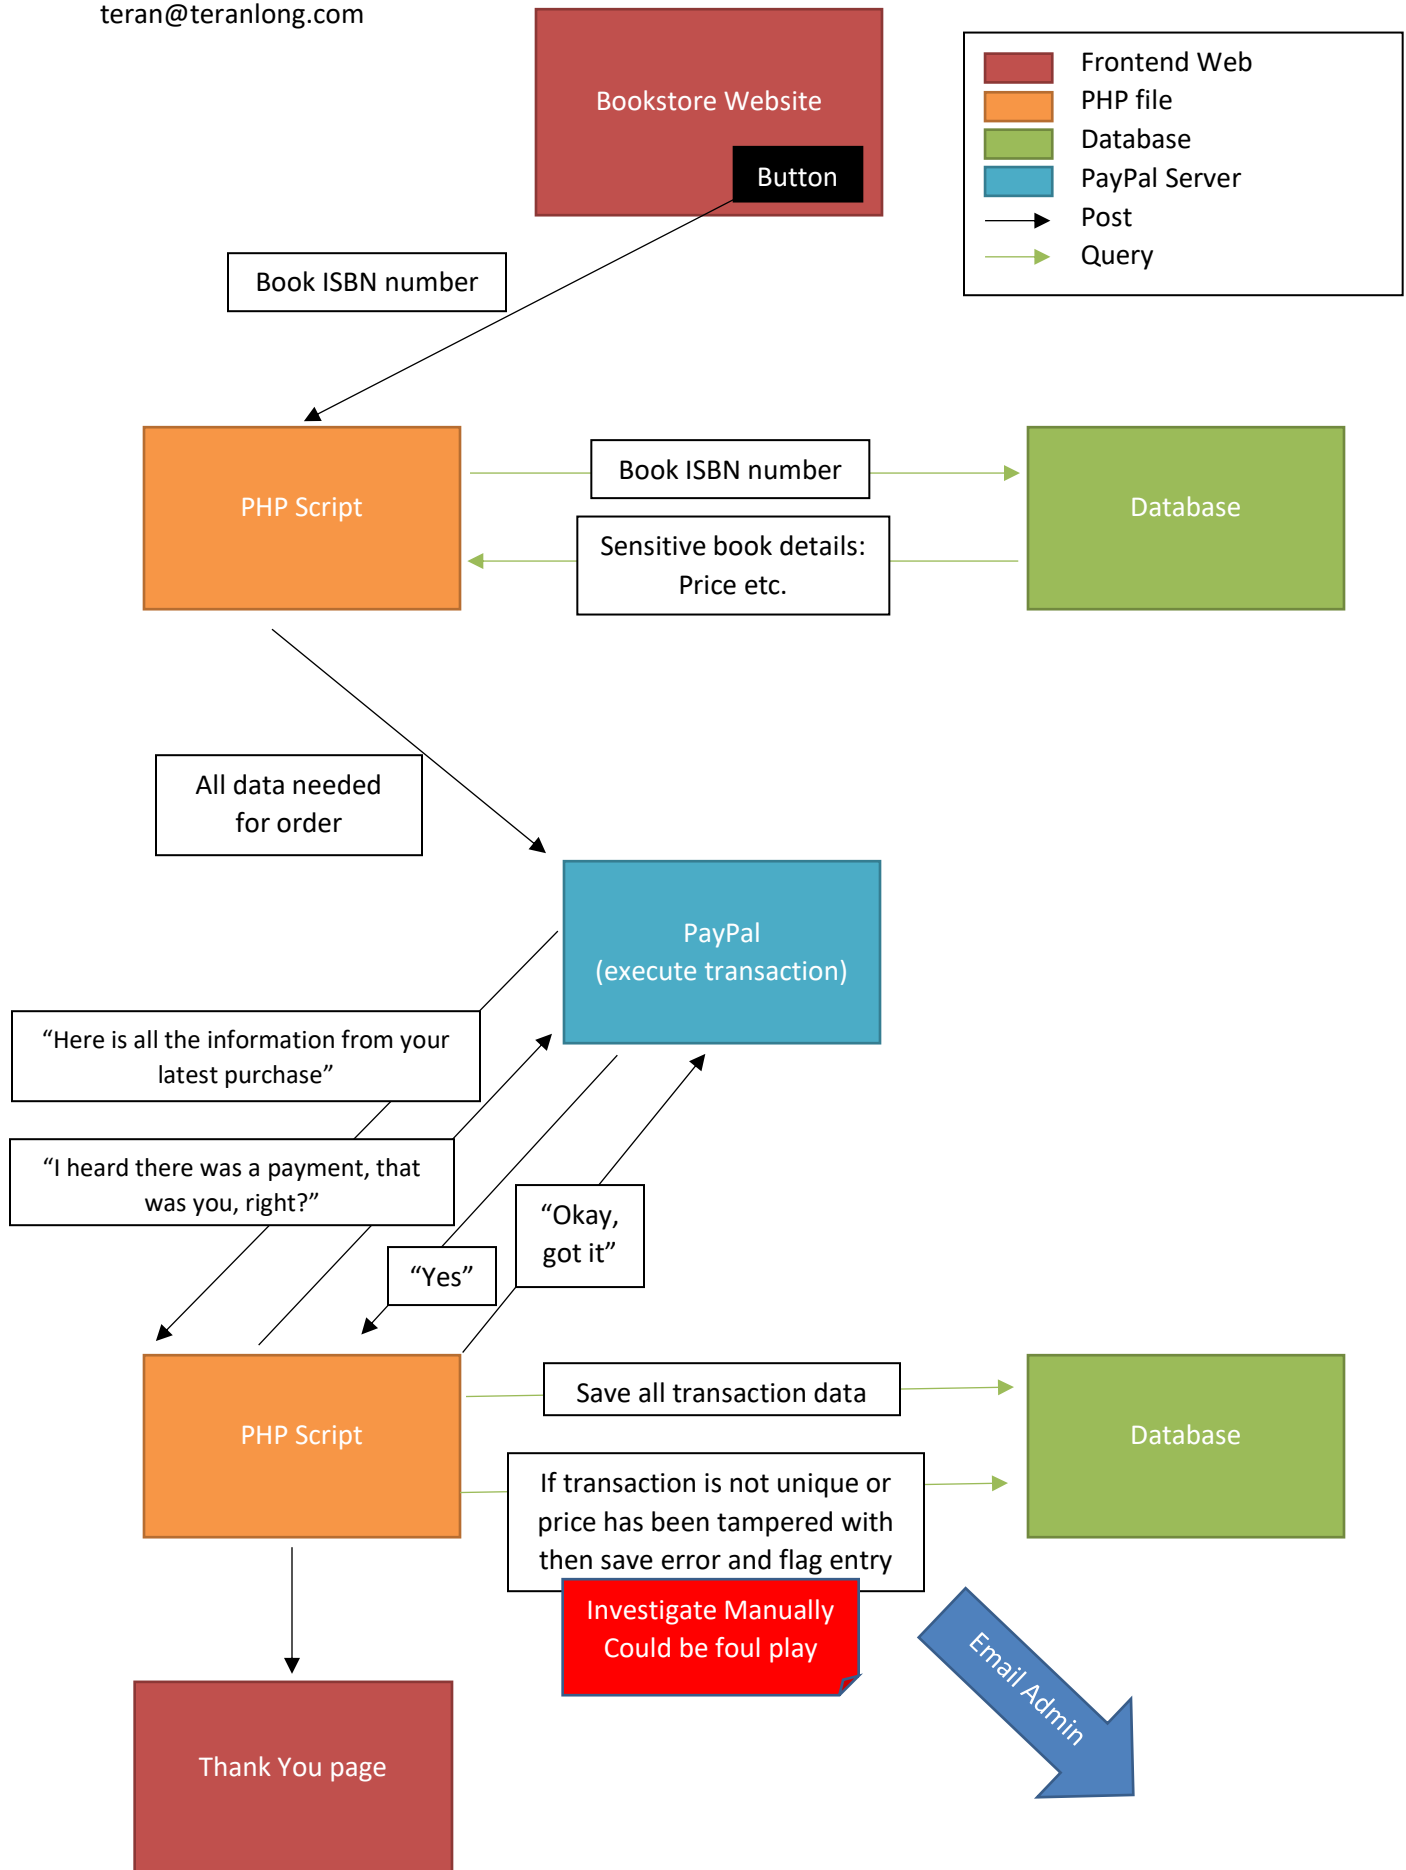 teran@teranlong.com
Bookstore Website
Button
Frontend Web
PHP file
Database
PayPal Server
Post
Query
Book ISBN number
PHP Script
Book ISBN number
Sensitive book details:
Price etc.
Database
All data needed
for order
PayPal
(execute transaction)
“Here is all the information from your
latest purchase”
“I heard there was a payment, that
was you, right?”
“Yes”
“Okay,
got it”
PHP Script
Save all transaction data
If transaction is not unique or
price has been tampered with
then save error and flag entry
Database
Investigate Manually
Could be foul play
Email Admin
Thank You page